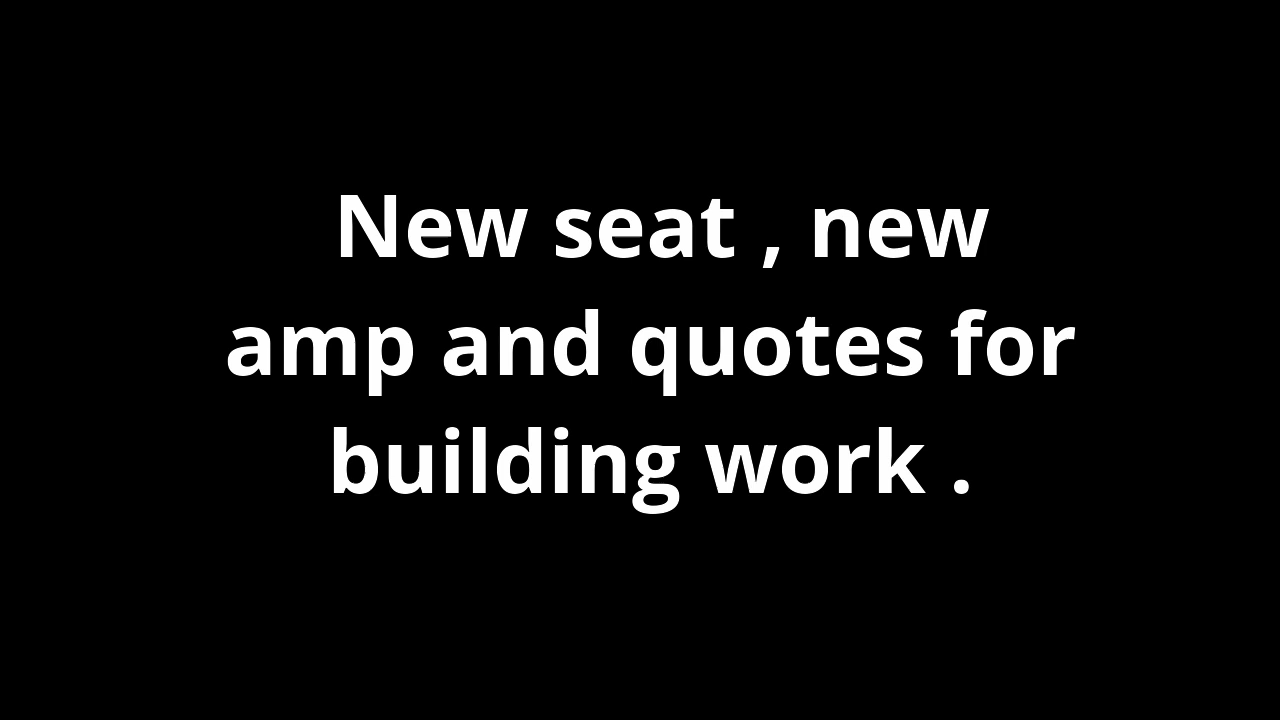 New seat , new
amp and quotes for
building work .